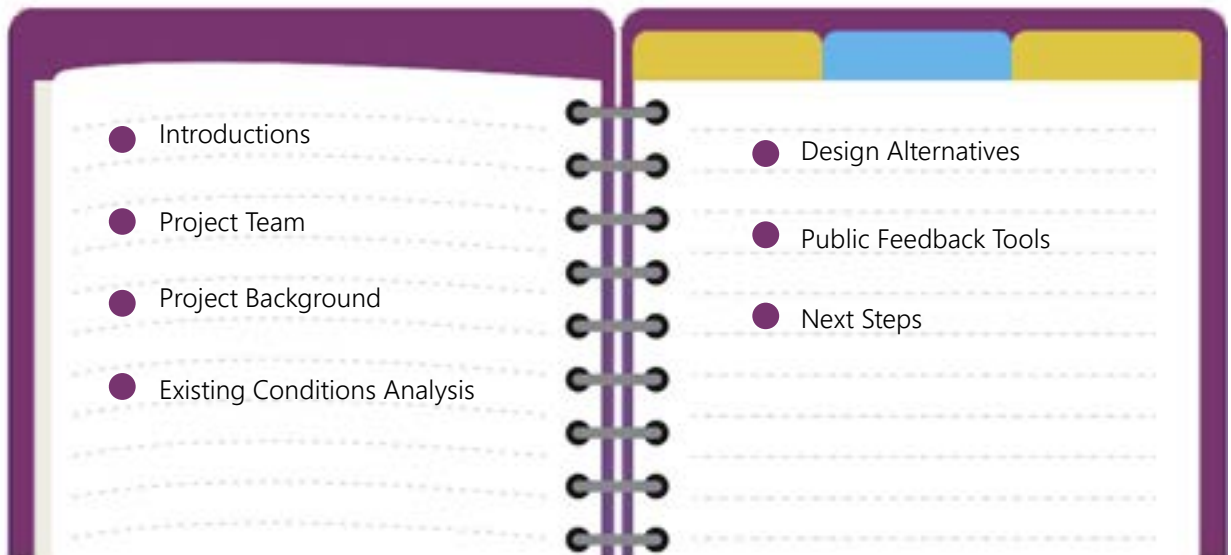 Introductions
Project Team
Project Background
Existing Conditions Analysis
Design Alternatives
Public Feedback Tools
Next Steps